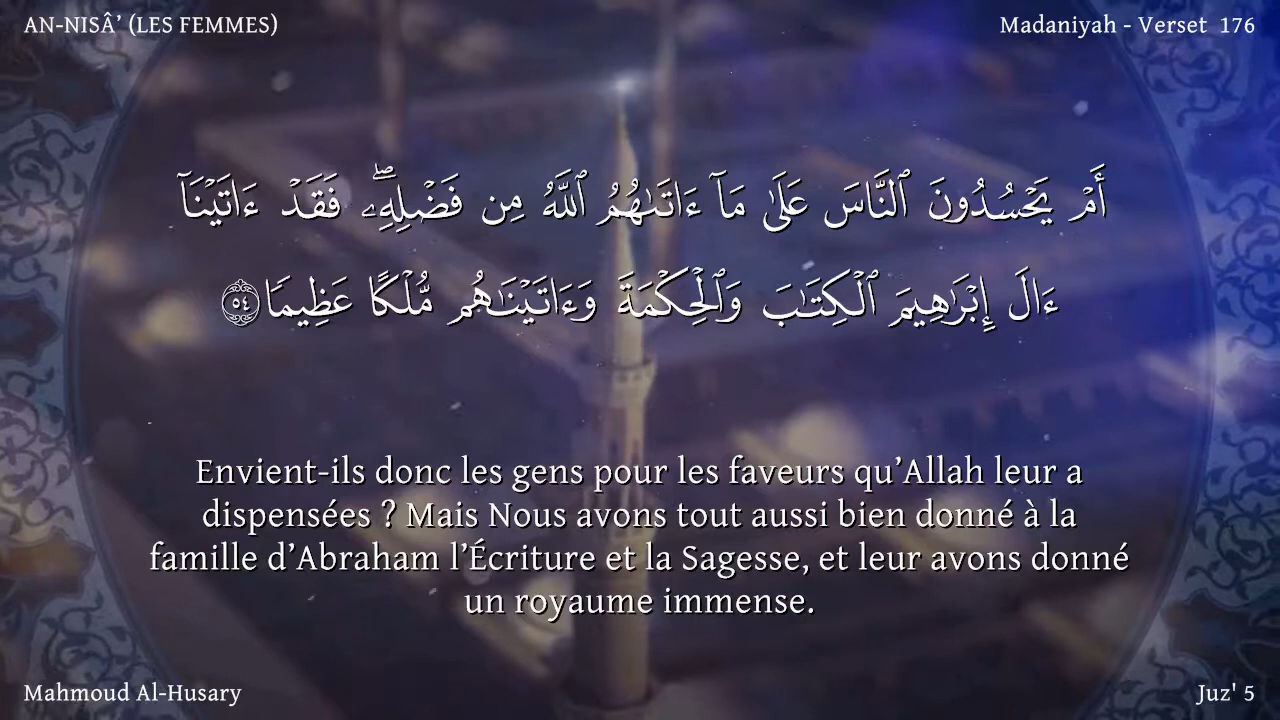 AN-NISÂ’ (LES FEMMES)
Madaniyah - Verset 176
أَمْ يَحْسُدُونَ ٱلنَّاسَ عَلَىٰ مَآ ءَاتَىٰهُمُ ٱللَّهُ مِن فَضْلِهِۦۖ فَقَدْ ءَاتَيْنَآ
ءَالَ إِبْرَٰهِيمَ ٱلْكِتَٰبَ وَٱلْحِكْمَةَ وَءَاتَيْنَٰهُم مُّلْكًا عَظِيمًا ٥٤
Envient-ils donc les gens pour les faveurs qu’Allah leur a
dispensées ? Mais Nous avons tout aussi bien donné à la
famille d’Abraham l’Écriture et la Sagesse, et leur avons donné
un royaume immense.
Mahmoud Al-Husary
Juz' 5